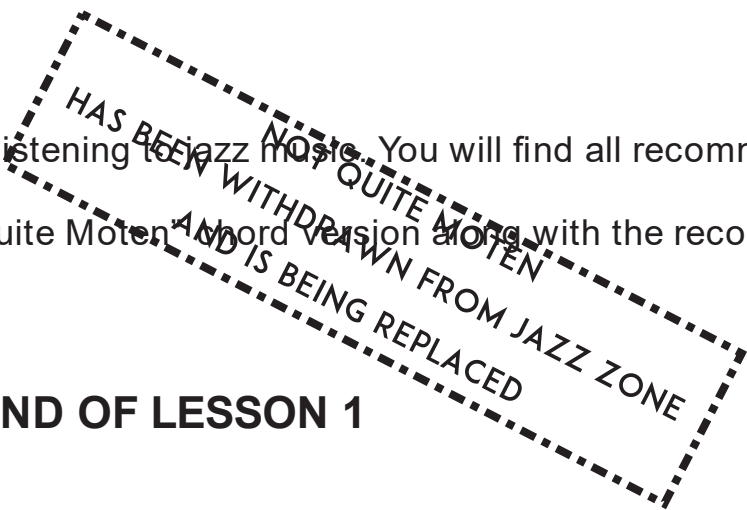 istening to jazz music. You will find all recomm
uite Moten” chord version along with the reco
NOT QUITE MOTEN
HAS BEEN WITHDRAWN FROM JAZZ ZONE
AND IS BEING REPLACED
ND OF LESSON 1